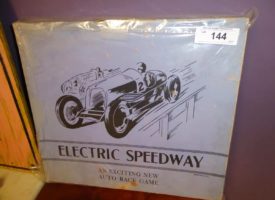 144
ELECTRIC SPEEDWAY
AN EXCITING NEW
AUTO RACE GAME